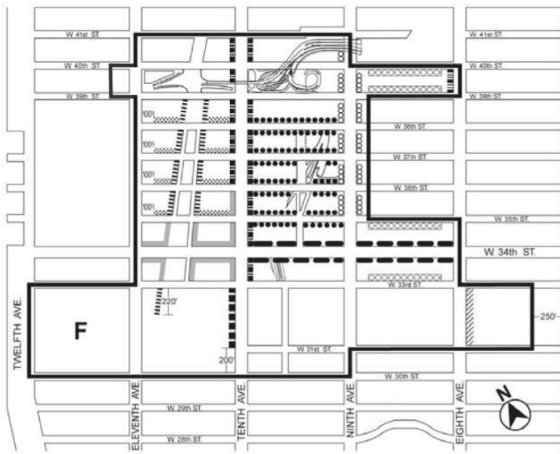 W. 41st ST.
W. 41st ST.
W. 40th ST.
W. 40th ST.
W. 39th ST.
W. 39th ST.
100'
W. 38th ST.
100'
W. 37th ST.
100'
W. 36th ST.
100'
W. 35th ST.
W. 34th ST.
W. 33rd ST.
220'
F
250'
200'
W. 31st ST.
W. 30th ST.
W. 29th ST.
W. 28th ST.
TWELFTH AVE.
ELEVENTH AVE
TENTH AVE.
NINTH AVE
EIGHTH AVE.
N